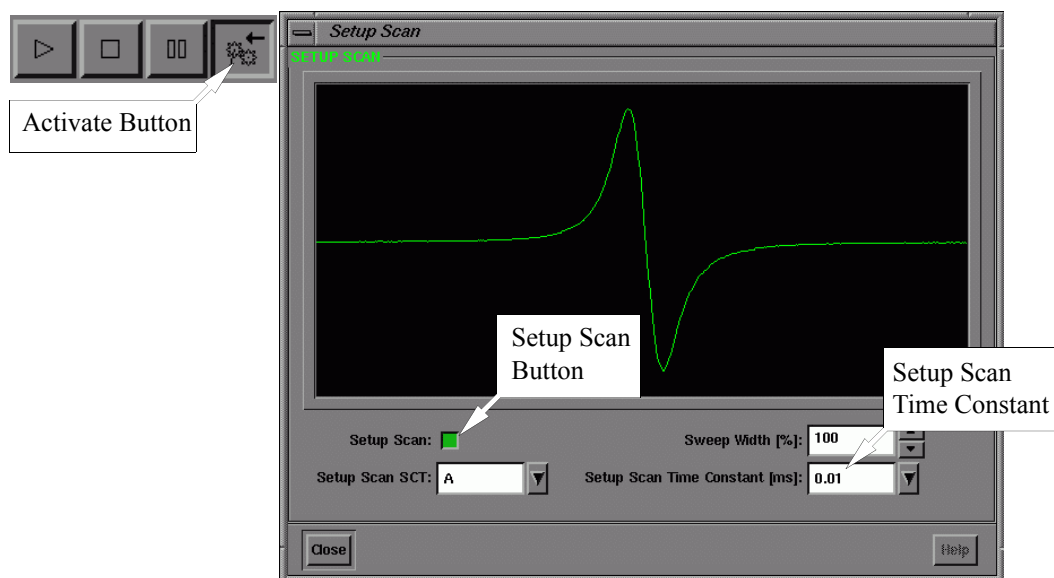 Setup Scan
SETUP SCAN
Activate Button
Setup Scan
Button
Setup Scan
Time Constant
Setup Scan:
Sweep Width [%]: 100
Setup Scan SCT: A
Setup Scan Time Constant [ms]: 0.01
Close
Help